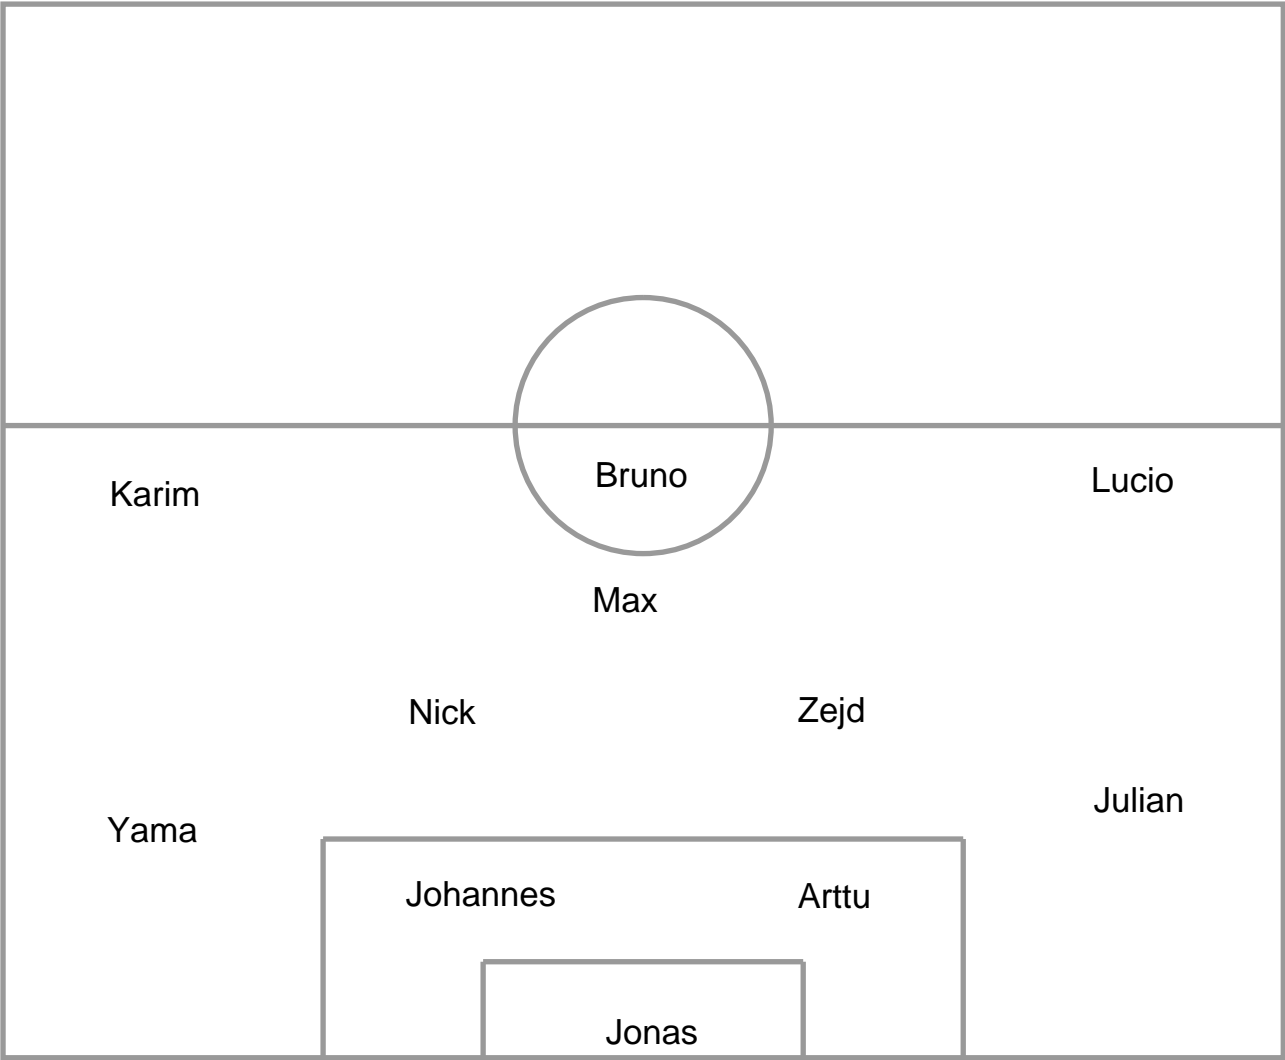 Karim
Bruno
Lucio
Max
Nick
Zejd
Yama
Julian
Johannes
Arttu
Jonas